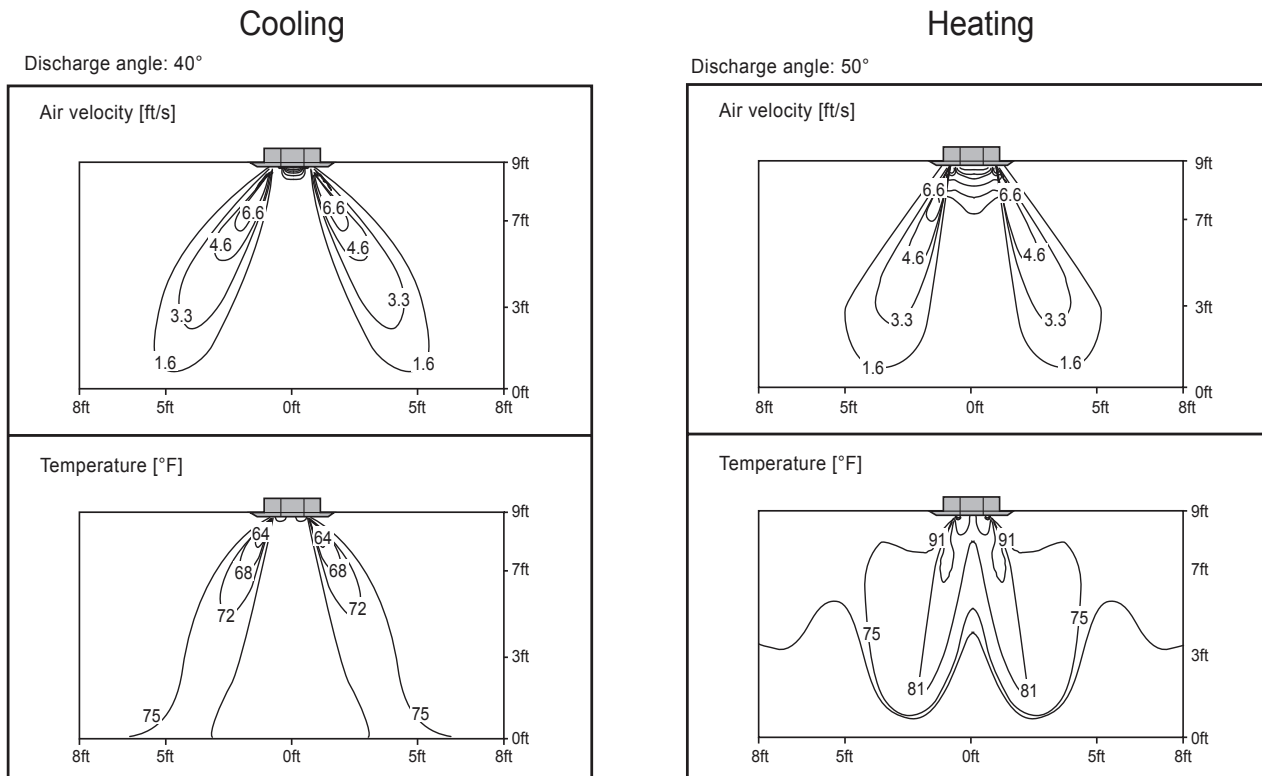 Cooling
Discharge angle: 40°
Air velocity [ft/s]
6.6 6.6
4.6 4.6
3.3 3.3
1.6 1.6
9ft
7ft
3ft
0ft
8ft 5ft 0ft 5ft 8ft
Temperature [°F]
64 64
68 68
72 72
75 75
9ft
7ft
3ft
0ft
8ft 5ft 0ft 5ft 8ft
Heating
Discharge angle: 50°
Air velocity [ft/s]
6.6 6.6
4.6 4.6
3.3 3.3
1.6 1.6
9ft
7ft
3ft
0ft
8ft 5ft 0ft 5ft 8ft
Temperature [°F]
91 91
75 75
81 81
9ft
7ft
3ft
0ft
8ft 5ft 0ft 5ft 8ft